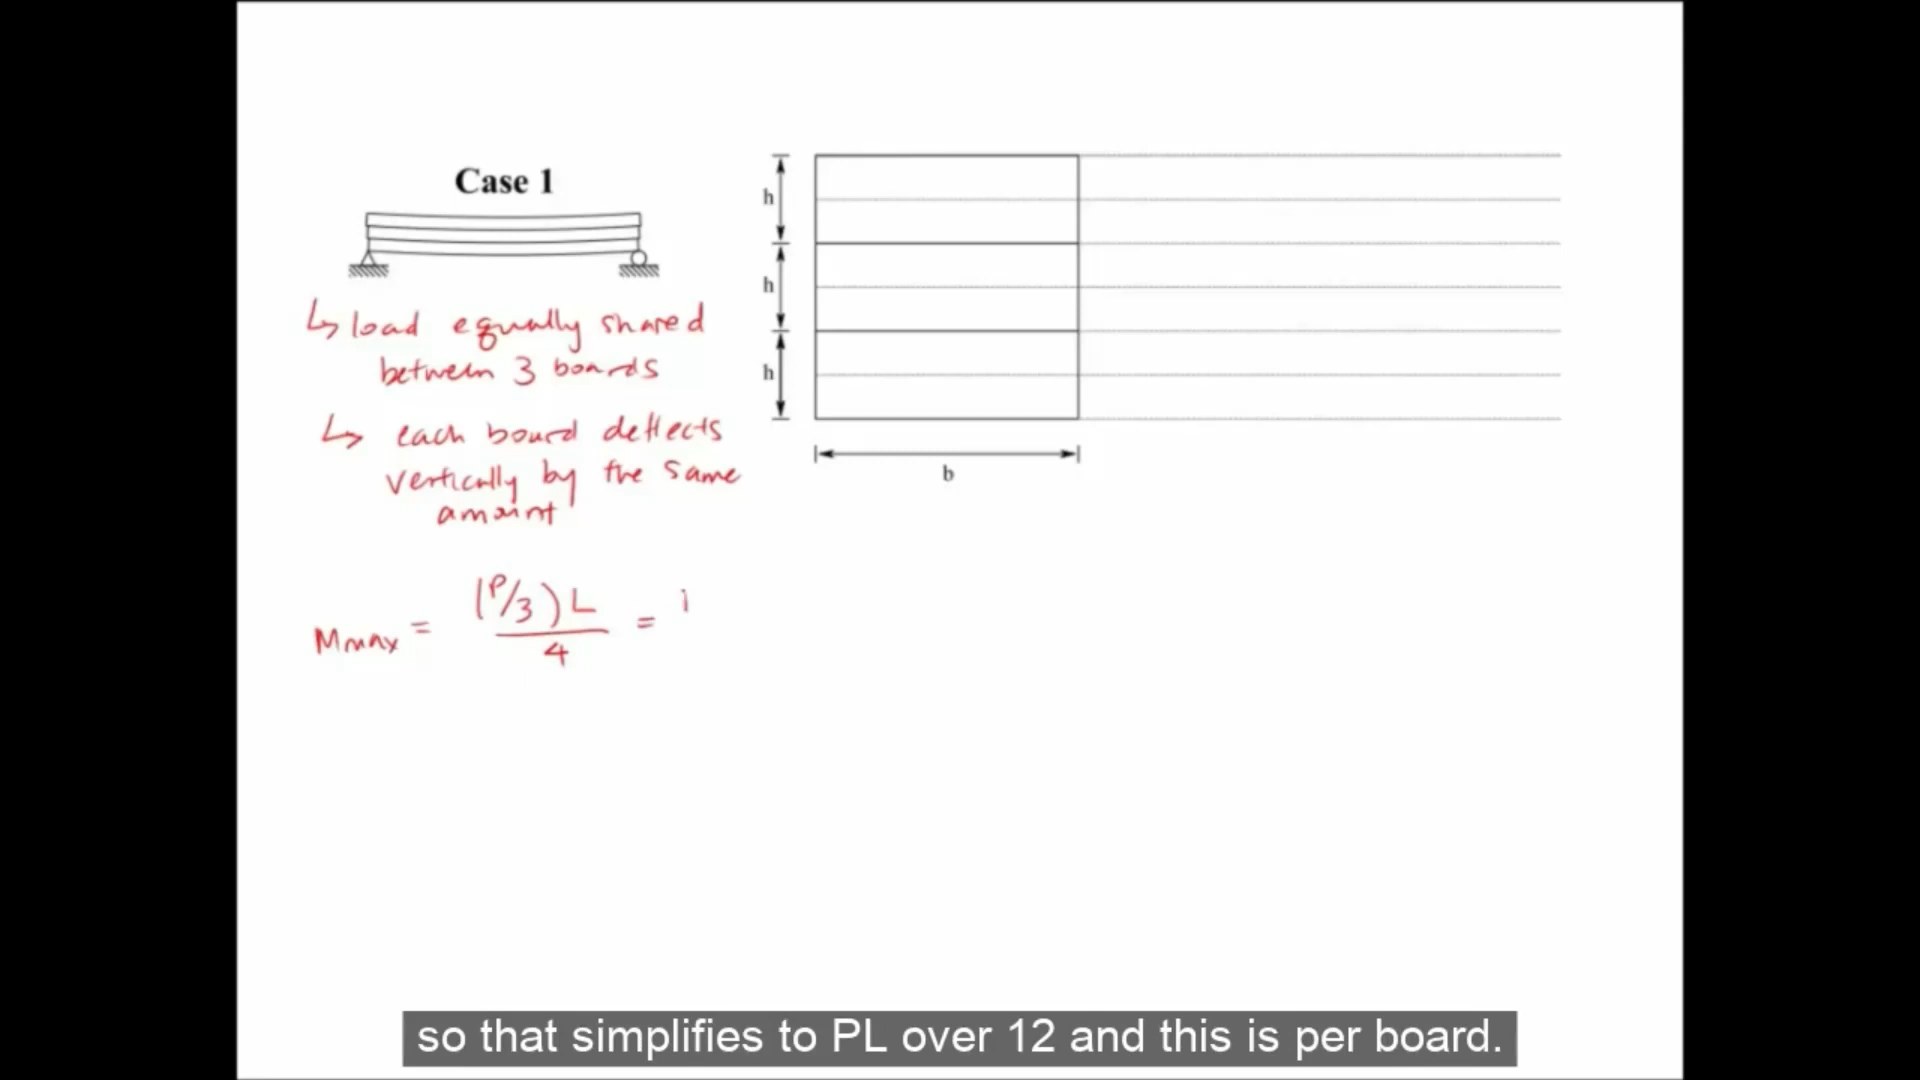 Case 1
h
h
h
b
↳ load equally shared
between 3 boards
↳ each board deflects
vertically by the same
amount
Mmax = (P/3)L / 4 =
so that simplifies to PL over 12 and this is per board.